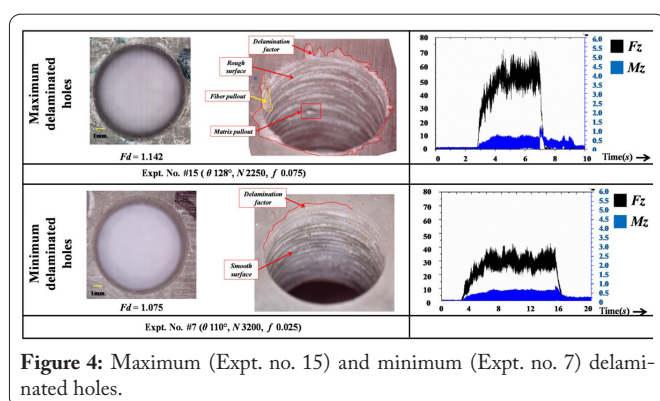 Maximum
delaminated
holes
1mm.
Fd = 1.142
Delamination
factor
Rough
surface
Fiber pullout
Matrix pullout
80
70
60
50
40
30
20
10
0
6.0
5.5
5.0
4.5
4.0
3.5
3.0
2.5
2.0
1.5
1.0
0.5
0
0 2 4 6 8 10
Fz
Mz
Time(s)
Expt. No. #15 ( θ 128°, N 2250, f 0.075)
Minimum
delaminated
holes
1mm.
Fd = 1.075
Delamination
factor
Smooth
surface
80
70
60
50
40
30
20
10
0
6.0
5.5
5.0
4.5
4.0
3.5
3.0
2.5
2.0
1.5
1.0
0.5
0
0 5 10 15 20
Fz
Mz
Time(s)
Expt. No. #7 (θ 110°, N 3200, f 0.025)
Figure 4: Maximum (Expt. no. 15) and minimum (Expt. no. 7) delami-
nated holes.